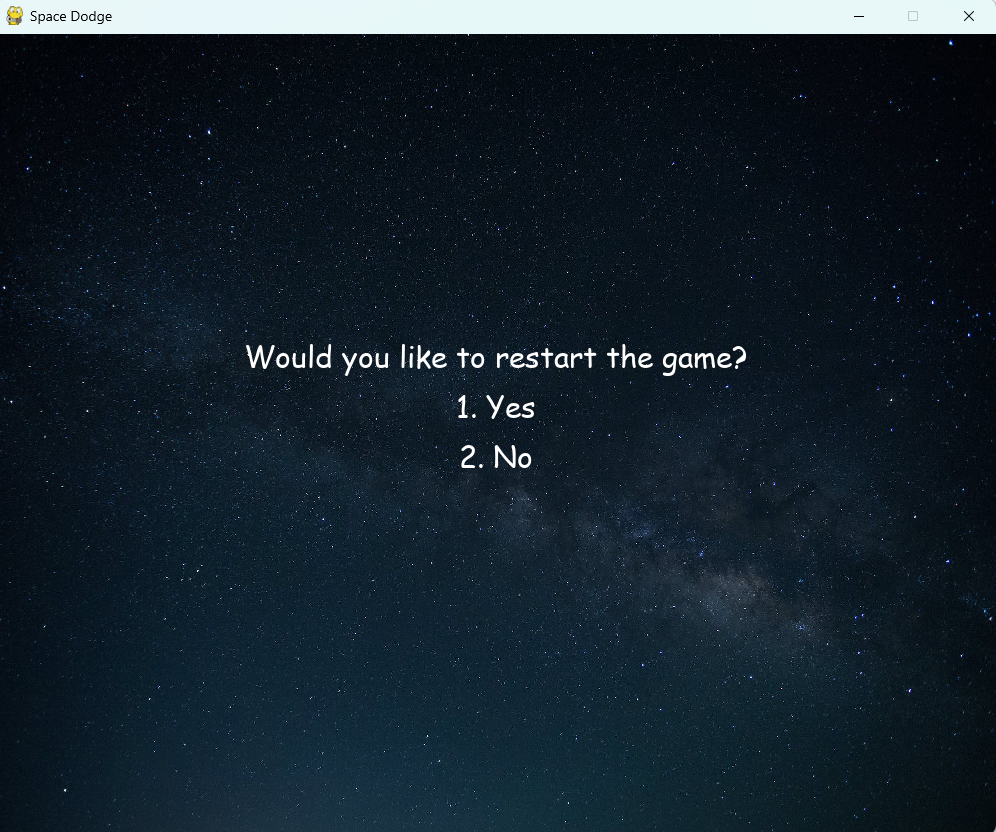 Space Dodge
Would you like to restart the game?
1. Yes
2. No